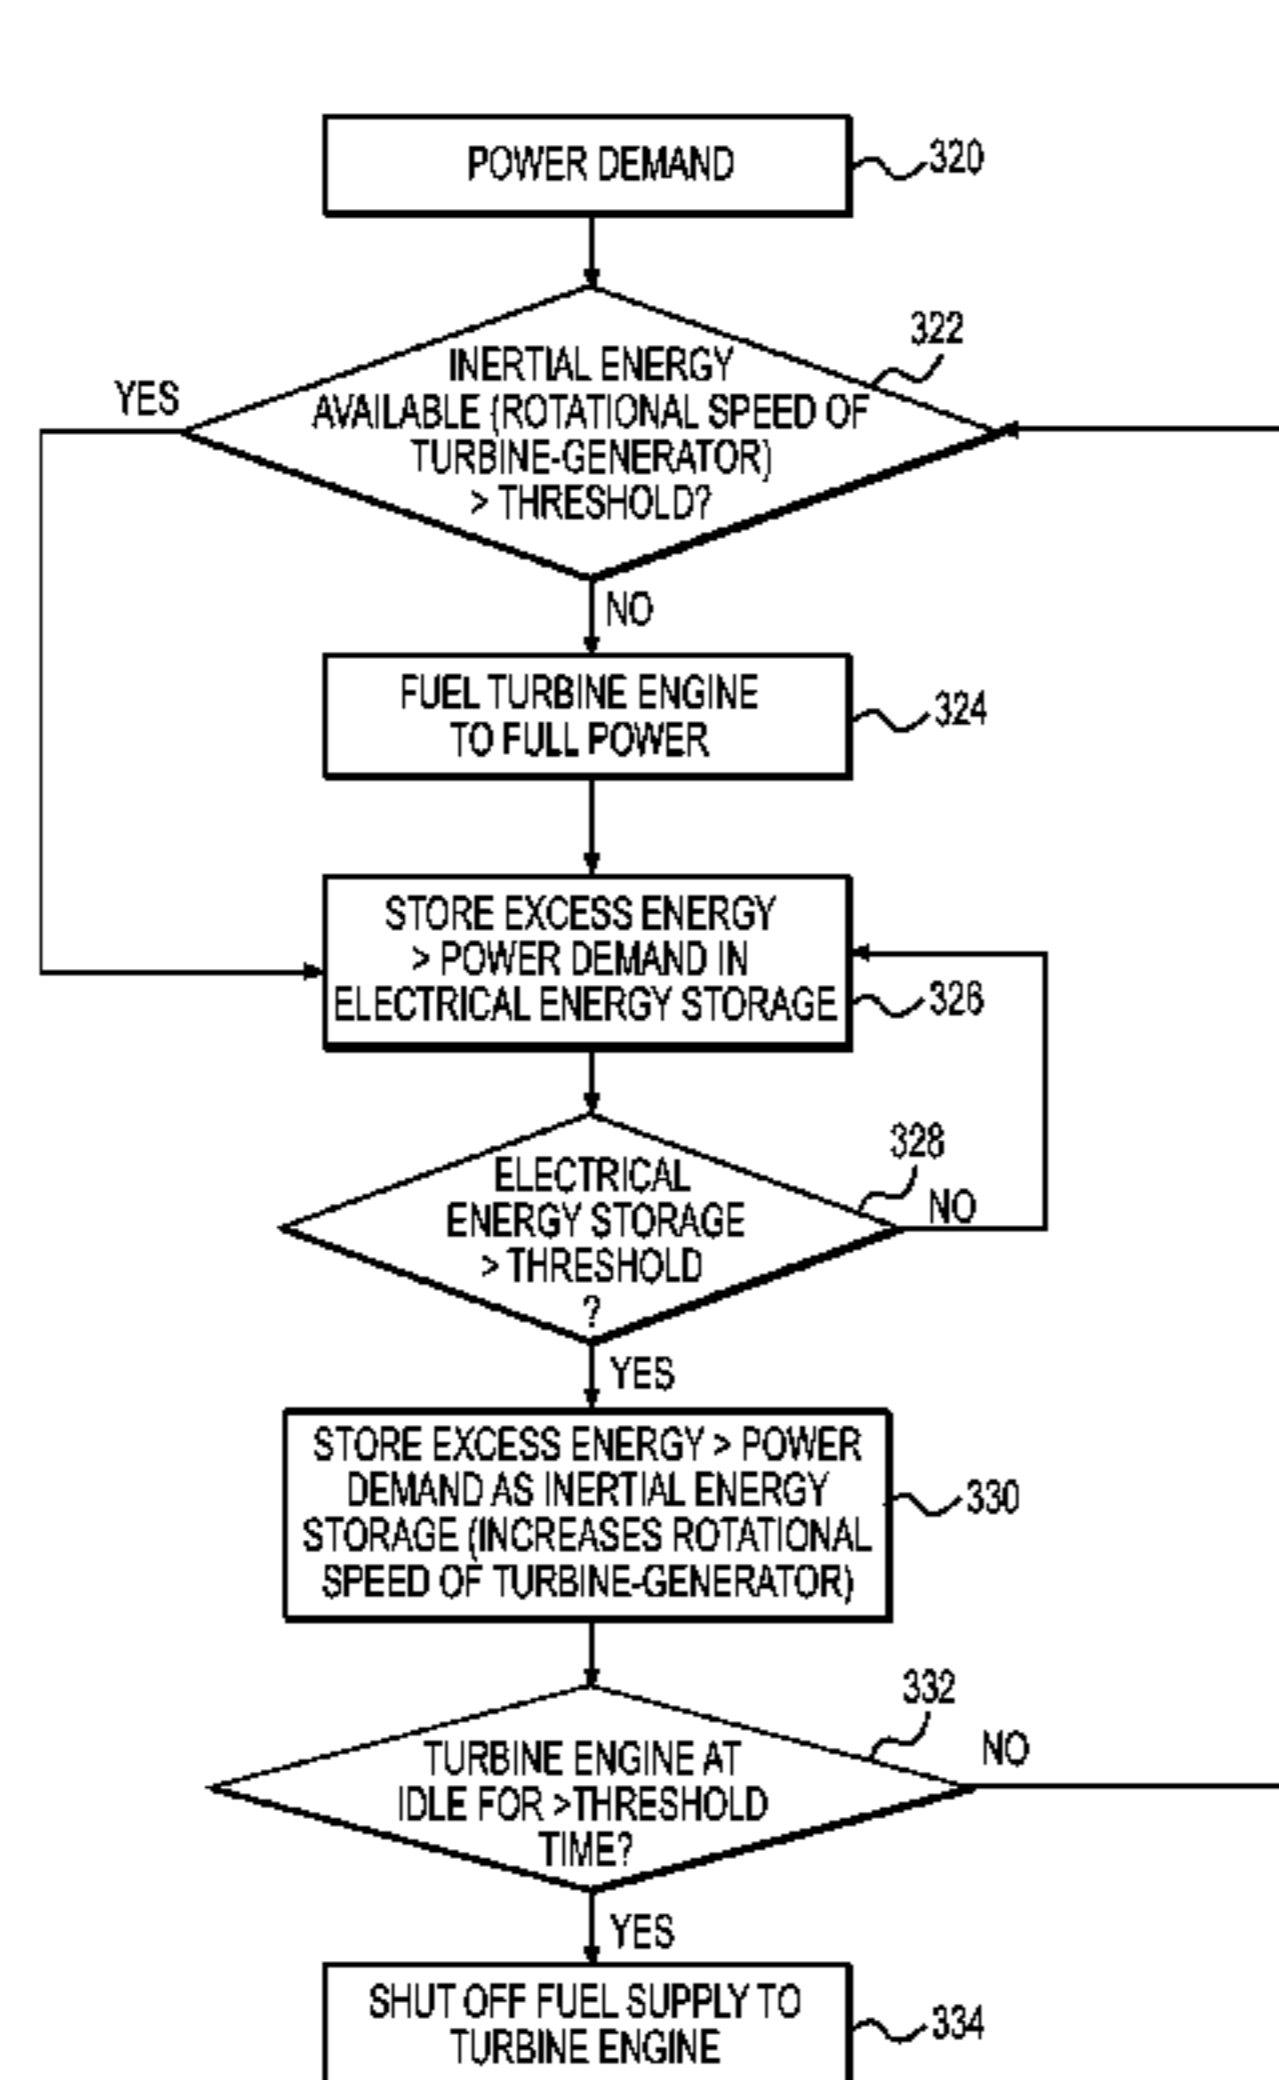 POWER DEMAND
320
322
INERTIAL ENERGY
AVAILABLE (ROTATIONAL SPEED OF
TURBINE-GENERATOR)
> THRESHOLD?
YES
NO
FUEL TURBINE ENGINE
TO FULL POWER
324
STORE EXCESS ENERGY
> POWER DEMAND IN
ELECTRICAL ENERGY STORAGE
326
328
ELECTRICAL
ENERGY STORAGE
> THRESHOLD
?
NO
YES
STORE EXCESS ENERGY > POWER
DEMAND AS INERTIAL ENERGY
STORAGE (INCREASES ROTATIONAL
SPEED OF TURBINE-GENERATOR)
330
332
TURBINE ENGINE AT
IDLE FOR >THRESHOLD
TIME?
NO
YES
SHUT OFF FUEL SUPPLY TO
TURBINE ENGINE
334